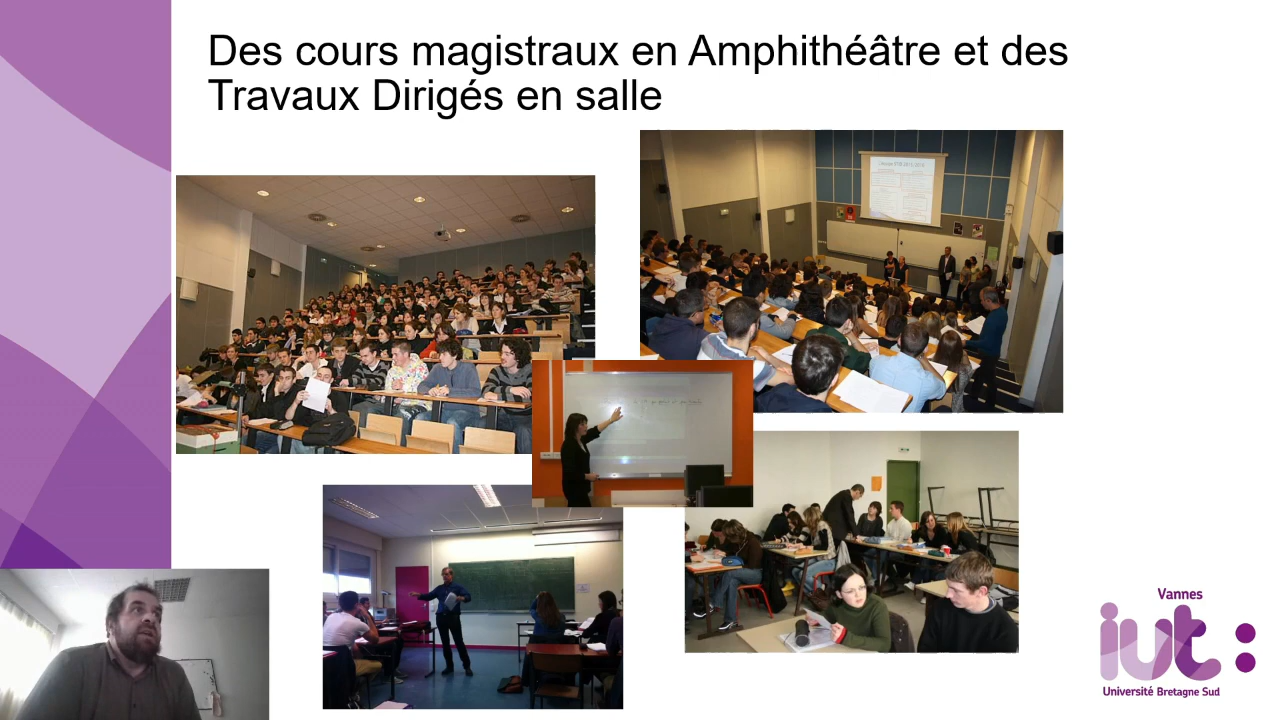 Des cours magistraux en Amphithéâtre et des
Travaux Dirigés en salle
Vannes
iut:
Université Bretagne Sud